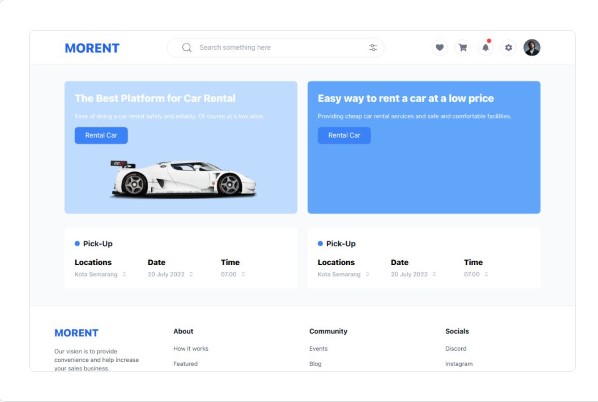 MORENT
Search something here
The Best Platform for Car Rental
Ease of doing a car rental safely and reliably. Of course at a low price.
Rental Car
Easy way to rent a car at a low price
Providing cheap car rental services and safe and comfortable facilities.
Rental Car
Pick-Up
Locations Date Time
Kota Semarang 20 July 2022 07.00
Pick-Up
Locations Date Time
Kota Semarang 20 July 2022 07.00
MORENT
Our vision is to provide
convenience and help increase
your sales business.
About
How it works
Featured
Community
Events
Blog
Socials
Discord
Instagram